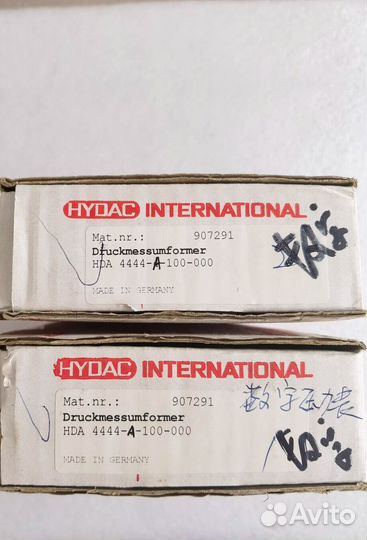 HYDAC INTERNATIONAL
Mat.nr.: 907291
Druckmessumformer
HDA 4444-A-100-000
MADE IN GERMANY
HYDAC INTERNATIONAL
Mat.nr.: 907291
数字压力表
Druckmessumformer
HDA 4444-A-100-000
MADE IN GERMANY
Avito